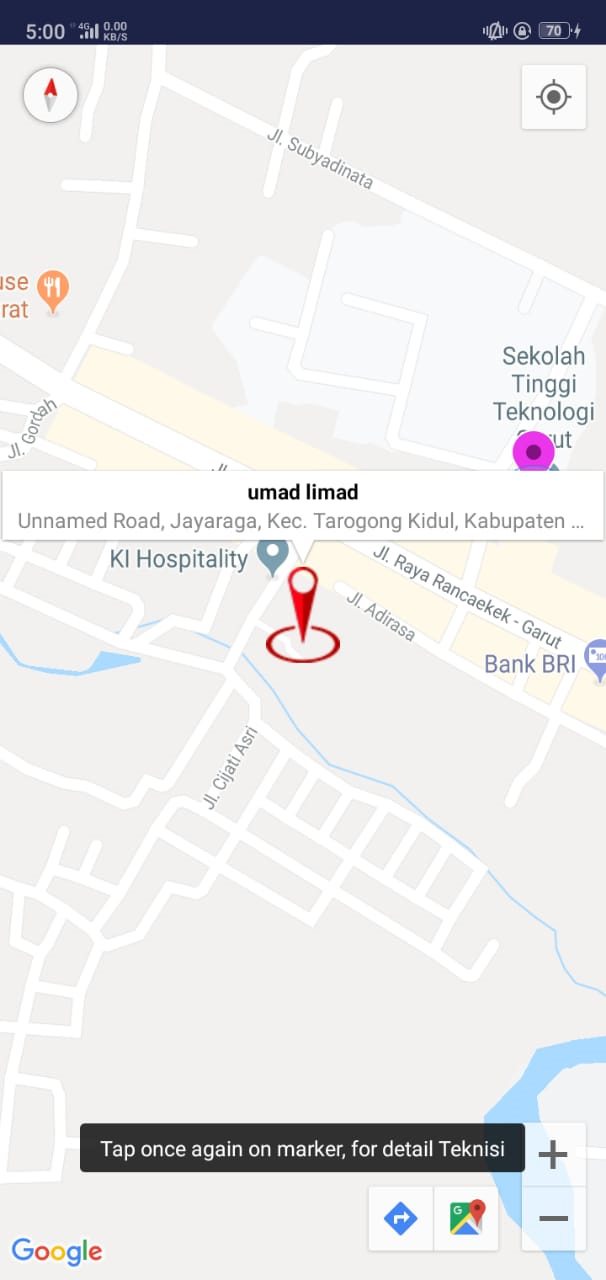 5:00 4G 0.00 KB/S 70
Jl. Subyadinata
use
rat
Sekolah
Tinggi
Teknologi
Jl. Gordah
umad limad
Unnamed Road, Jayaraga, Kec. Tarogong Kidul, Kabupaten ...
KI Hospitality
Jl. Raya Rancaekek - Garut
Jl. Adirasa
Bank BRI
Jl. Cijati Asri
Tap once again on marker, for detail Teknisi
G
Google